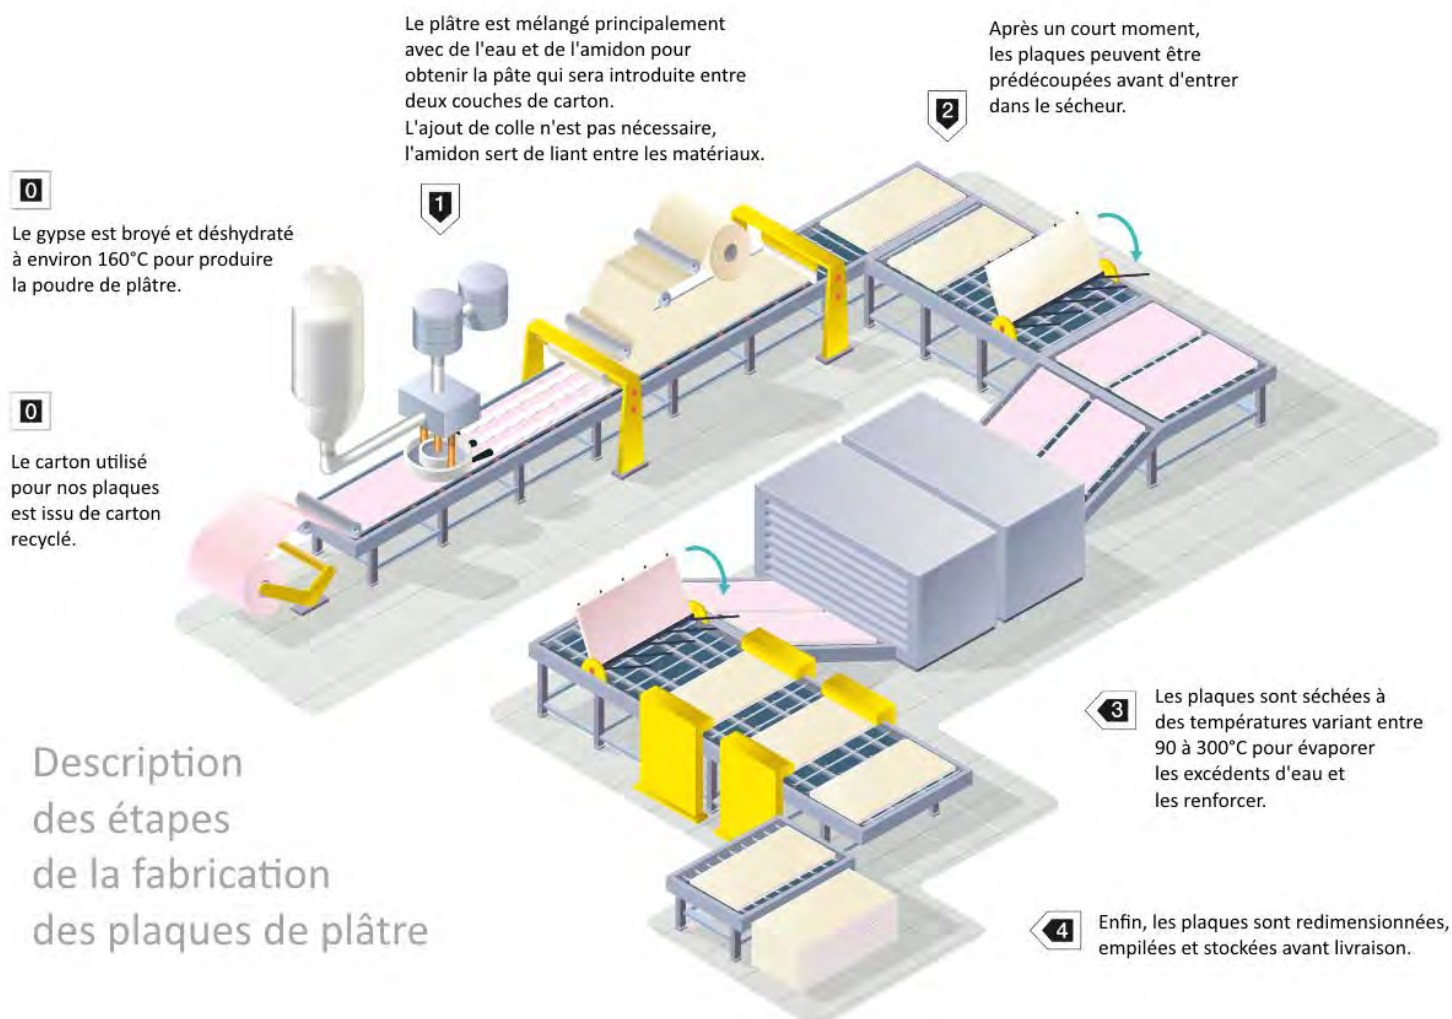 Le plâtre est mélangé principalement
avec de l'eau et de l'amidon pour
obtenir la pâte qui sera introduite entre
deux couches de carton.
L'ajout de colle n'est pas nécessaire,
l'amidon sert de liant entre les matériaux.
1
Après un court moment,
les plaques peuvent être
prédécoupées avant d'entrer
dans le sécheur.
2
0
Le gypse est broyé et déshydraté
à environ 160°C pour produire
la poudre de plâtre.
0
Le carton utilisé
pour nos plaques
est issu de carton
recyclé.
3
Les plaques sont séchées à
des températures variant entre
90 à 300°C pour évaporer
les excédents d'eau et
les renforcer.
Description
des étapes
de la fabrication
des plaques de plâtre
4
Enfin, les plaques sont redimensionnées,
empilées et stockées avant livraison.